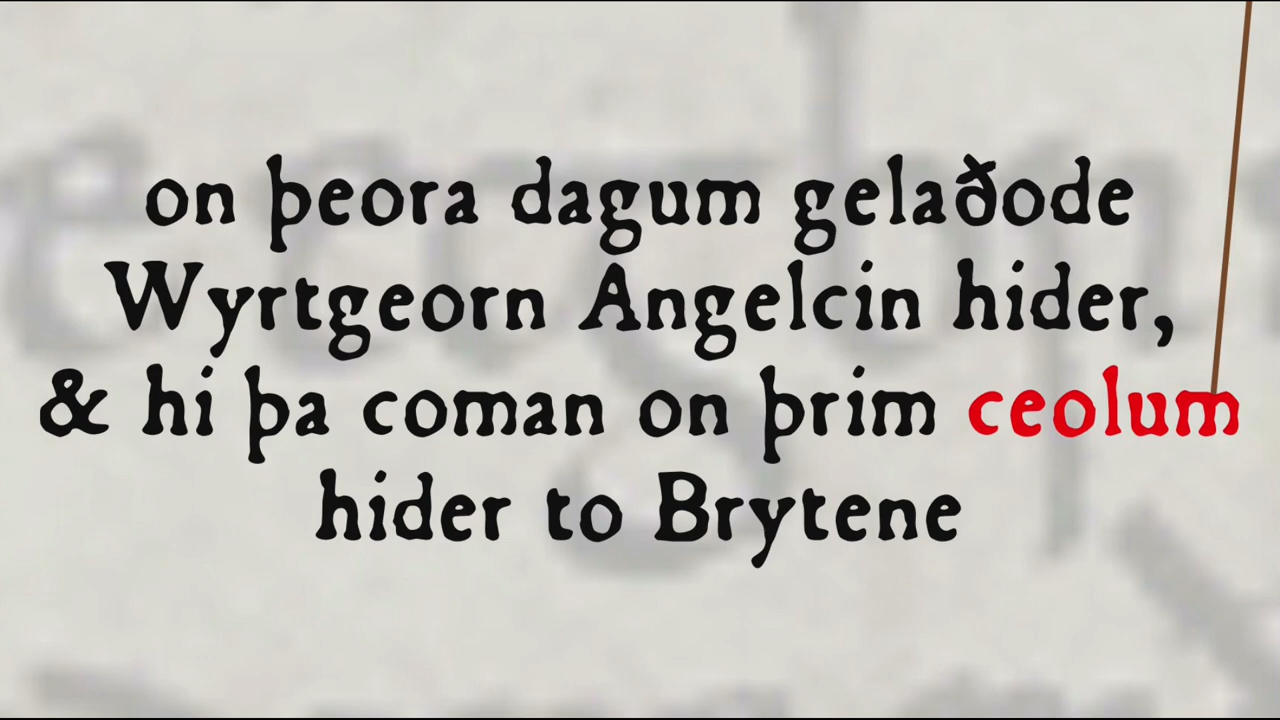 on þeora dagum gelaðode
Wyrtgeorn Angelcin hider,
& hi þa coman on þrim ceolum
hider to Brytene